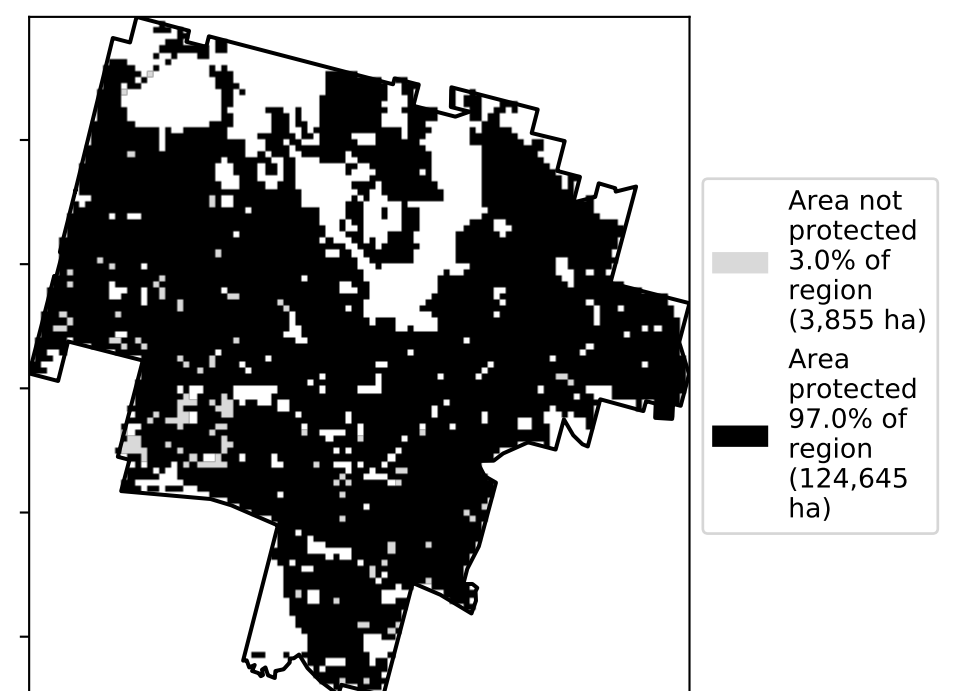 Area not
protected
3.0% of
region
(3,855 ha)
Area
protected
97.0% of
region
(124,645
ha)